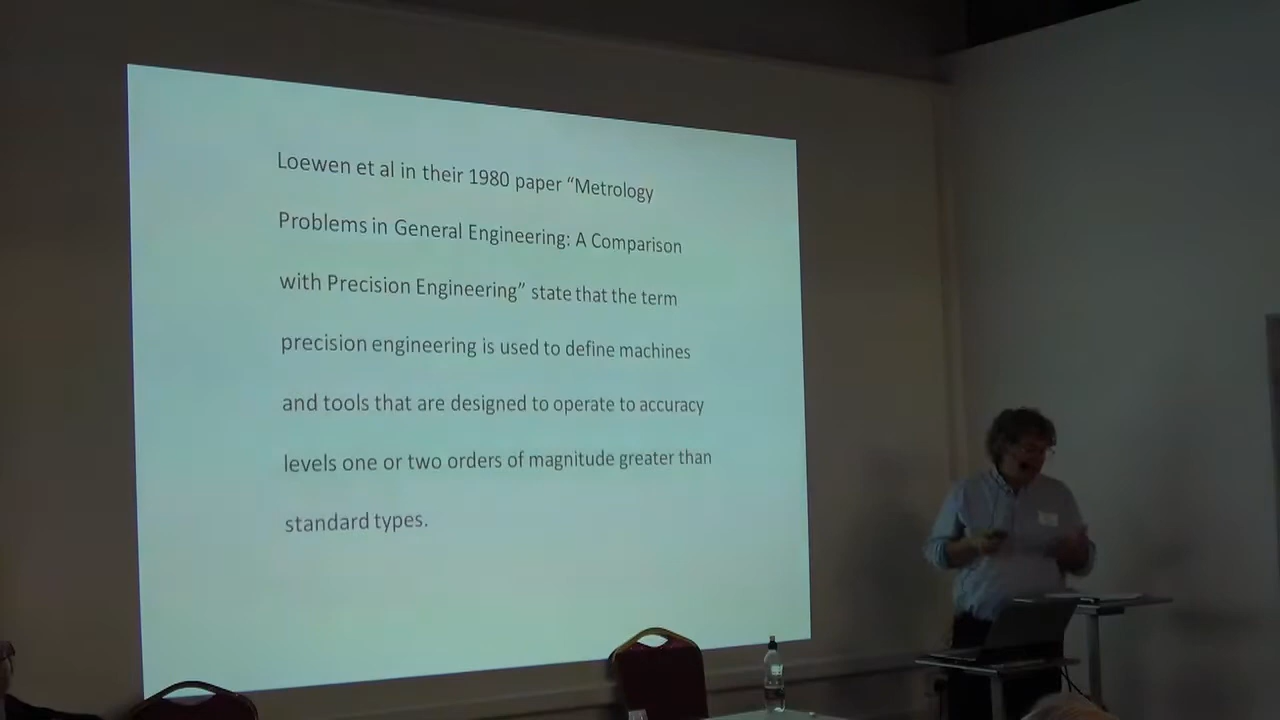 Loewen et al in their 1980 paper “Metrology
Problems in General Engineering: A Comparison
with Precision Engineering” state that the term
precision engineering is used to define machines
and tools that are designed to operate to accuracy
levels one or two orders of magnitude greater than
standard types.